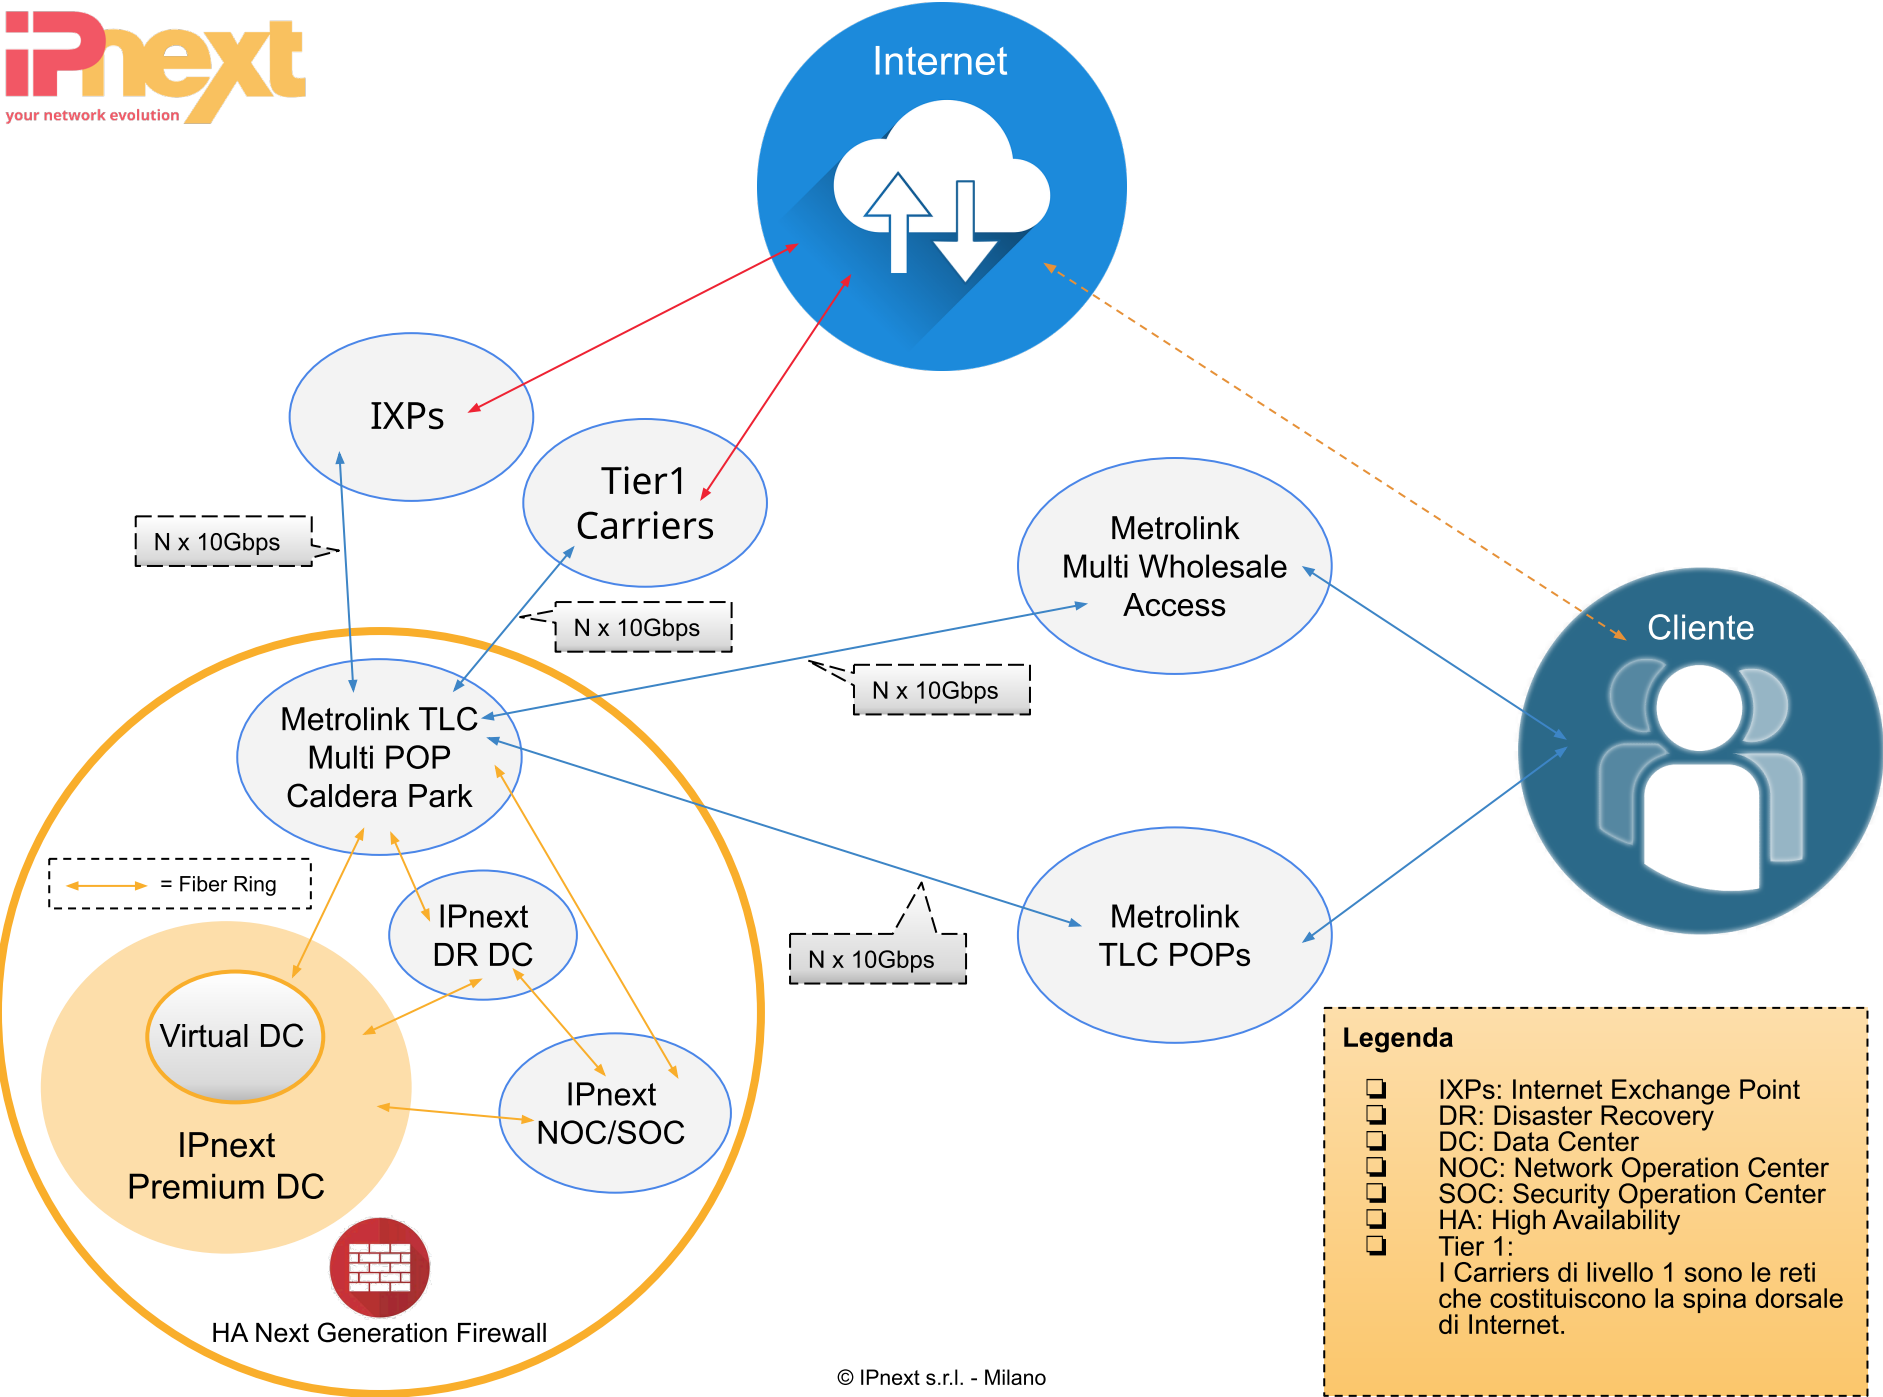 iPnext
your network evolution
Internet
IXPs
Tier1
Carriers
N x 10Gbps
N x 10Gbps
Metrolink
Multi Wholesale
Access
Cliente
N x 10Gbps
Metrolink TLC
Multi POP
Caldera Park
= Fiber Ring
IPnext
DR DC
N x 10Gbps
Metrolink
TLC POPs
Virtual DC
IPnext
NOC/SOC
IPnext
Premium DC
HA Next Generation Firewall
Legenda
IXPs: Internet Exchange Point
DR: Disaster Recovery
DC: Data Center
NOC: Network Operation Center
SOC: Security Operation Center
HA: High Availability
Tier 1:
I Carriers di livello 1 sono le reti
che costituiscono la spina dorsale
di Internet.
© IPnext s.r.l. - Milano